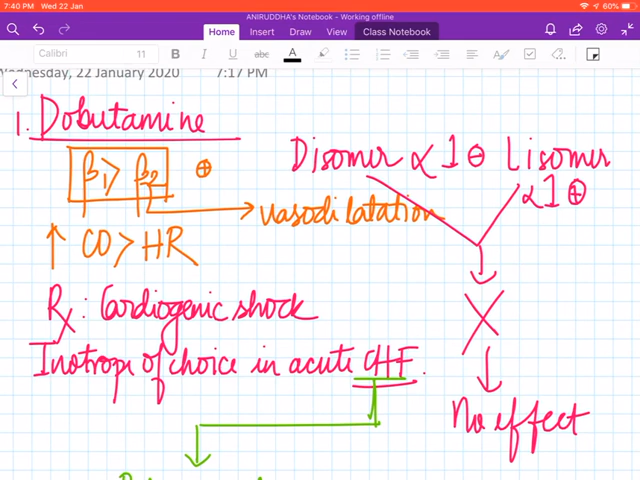 7:40 PM Wed 22 Jan
60%
ANIRUDDHA's Notebook - Working offline
Home Insert Draw View Class Notebook
Calibri 11 B I U abc A
Wednesday, 22 January 2020 7:17 PM
1. Dobutamine
β1 > β2 ⊕
vasodilatation
↑ CO > HR
Disomer α1 ⊖ Lisomer
α1 ⊕
X
No effect
Rx: Cardiogenic shock
Inotrope of choice in acute CHF.